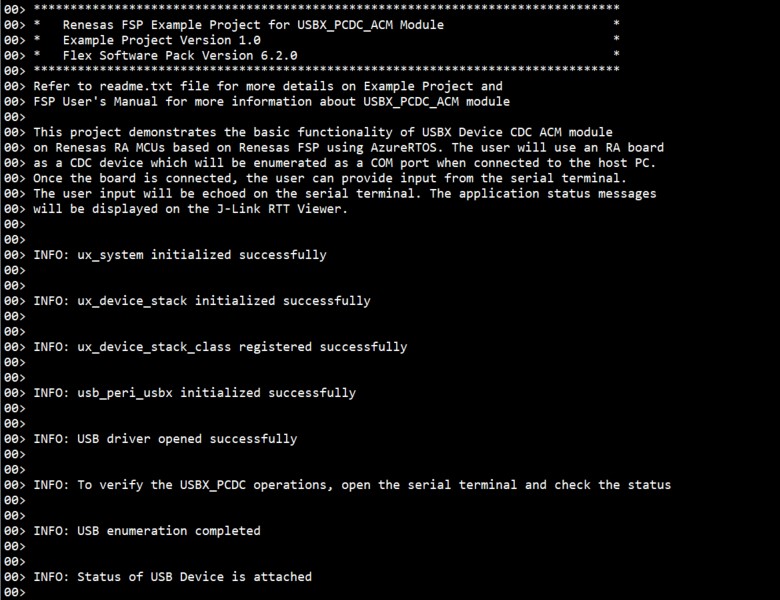 00> ********************************************************************************
00> *   Renesas FSP Example Project for USBX_PCDC_ACM Module                       *
00> *   Example Project Version 1.0                                                *
00> *   Flex Software Pack Version 6.2.0                                           *
00> ********************************************************************************
00> Refer to readme.txt file for more details on Example Project and
00> FSP User's Manual for more information about USBX_PCDC_ACM module
00>
00> This project demonstrates the basic functionality of USBX Device CDC ACM module
00> on Renesas RA MCUs based on Renesas FSP using AzureRTOS. The user will use an RA board
00> as a CDC device which will be enumerated as a COM port when connected to the host PC.
00> Once the board is connected, the user can provide input from the serial terminal.
00> The user input will be echoed on the serial terminal. The application status messages
00> will be displayed on the J-Link RTT Viewer.
00>
00>
00> INFO: ux_system initialized successfully
00>
00>
00> INFO: ux_device_stack initialized successfully
00>
00>
00> INFO: ux_device_stack_class registered successfully
00>
00>
00> INFO: usb_peri_usbx initialized successfully
00>
00>
00> INFO: USB driver opened successfully
00>
00>
00> INFO: To verify the USBX_PCDC operations, open the serial terminal and check the status
00>
00>
00> INFO: USB enumeration completed
00>
00>
00> INFO: Status of USB Device is attached
00>